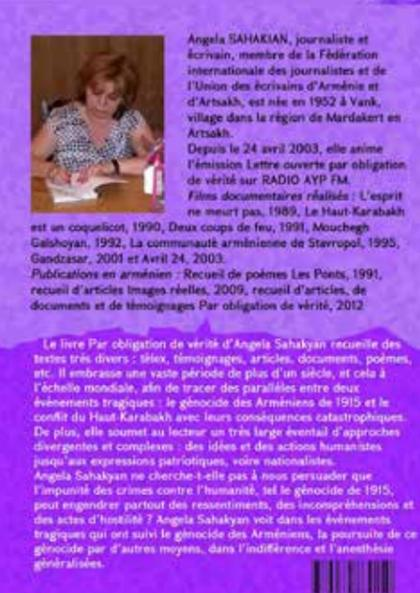 Angela SAHAKIAN, journaliste et
écrivain, membre de la Fédération
internationale des journalistes et de
l'Union des écrivains d'Arménie et
d'Artsakh, est née en 1952 à Vank,
village dans la région de Mardakert en
Artsakh.
Depuis le 24 avril 2003, elle anime
l'émission Lettre ouverte par obligation
de vérité sur RADIO AYP FM.
Films documentaires réalisés : L'esprit
ne meurt pas, 1989, Le Haut-Karabakh
est un coquelicot, 1990, Deux coups de feu, 1991, Mouchegh
Galshoyan, 1992, La communauté arménienne de Stavropol, 1995,
Gandzasar, 2001 et Avril 24, 2003.
Publications en arménien : Recueil de poèmes Les Ponts, 1991,
recueil d'articles Images réelles, 2009, recueil d'articles, de
documents et de témoignages Par obligation de vérité, 2012
Le livre Par obligation de vérité d'Angela Sahakyan recueille des
textes très divers : télex, témoignages, articles, documents, poèmes,
etc. Il embrasse une vaste période de plus d'un siècle, et cela à
l'échelle mondiale, afin de tracer des parallèles entre deux
évènements tragiques : le génocide des Arméniens de 1915 et le
conflit du Haut-Karabakh avec leurs conséquences catastrophiques.
De plus, elle soumet au lecteur un très large éventail d'approches
divergentes et complexes : des idées et des actions humanistes
jusqu'aux expressions patriotiques, voire nationalistes.
Angela Sahakyan ne cherche-t-elle pas à nous persuader que
l'impunité des crimes contre l'humanité, tel le génocide de 1915,
peut engendrer partout des ressentiments, des incompréhensions et
des actes d'hostilité ? Angela Sahakyan voit dans les évènements
tragiques qui ont suivi le génocide des Arméniens, la poursuite de ce
génocide par d'autres moyens, dans l'indifférence et l'anesthésie
généralisées.